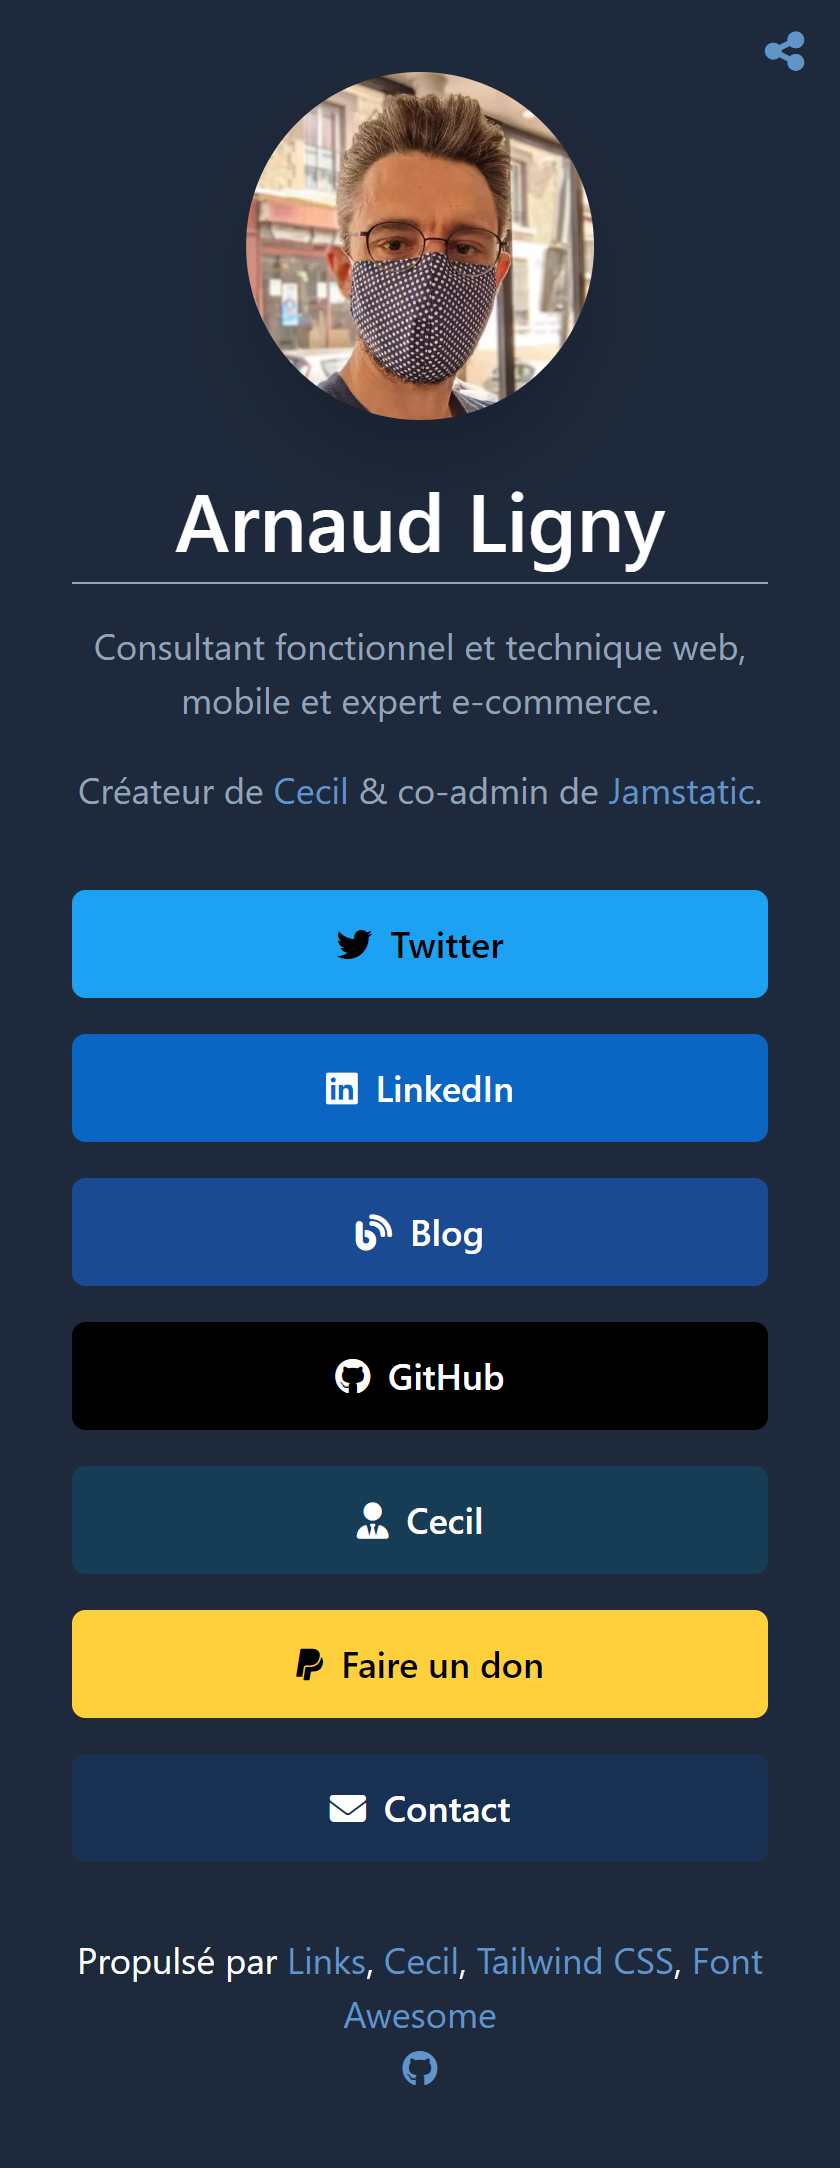 Arnaud Ligny
Consultant fonctionnel et technique web,
mobile et expert e-commerce.
Créateur de Cecil & co-admin de Jamstatic.
Twitter
LinkedIn
Blog
GitHub
Cecil
Faire un don
Contact
Propulsé par Links, Cecil, Tailwind CSS, Font
Awesome